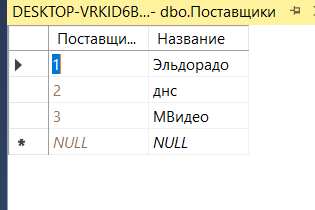 DESKTOP-VRKID6B...- dbo.Поставщики
Поставщи... Название
1 Эльдорадо
2 днс
3 МВидео
* NULL NULL